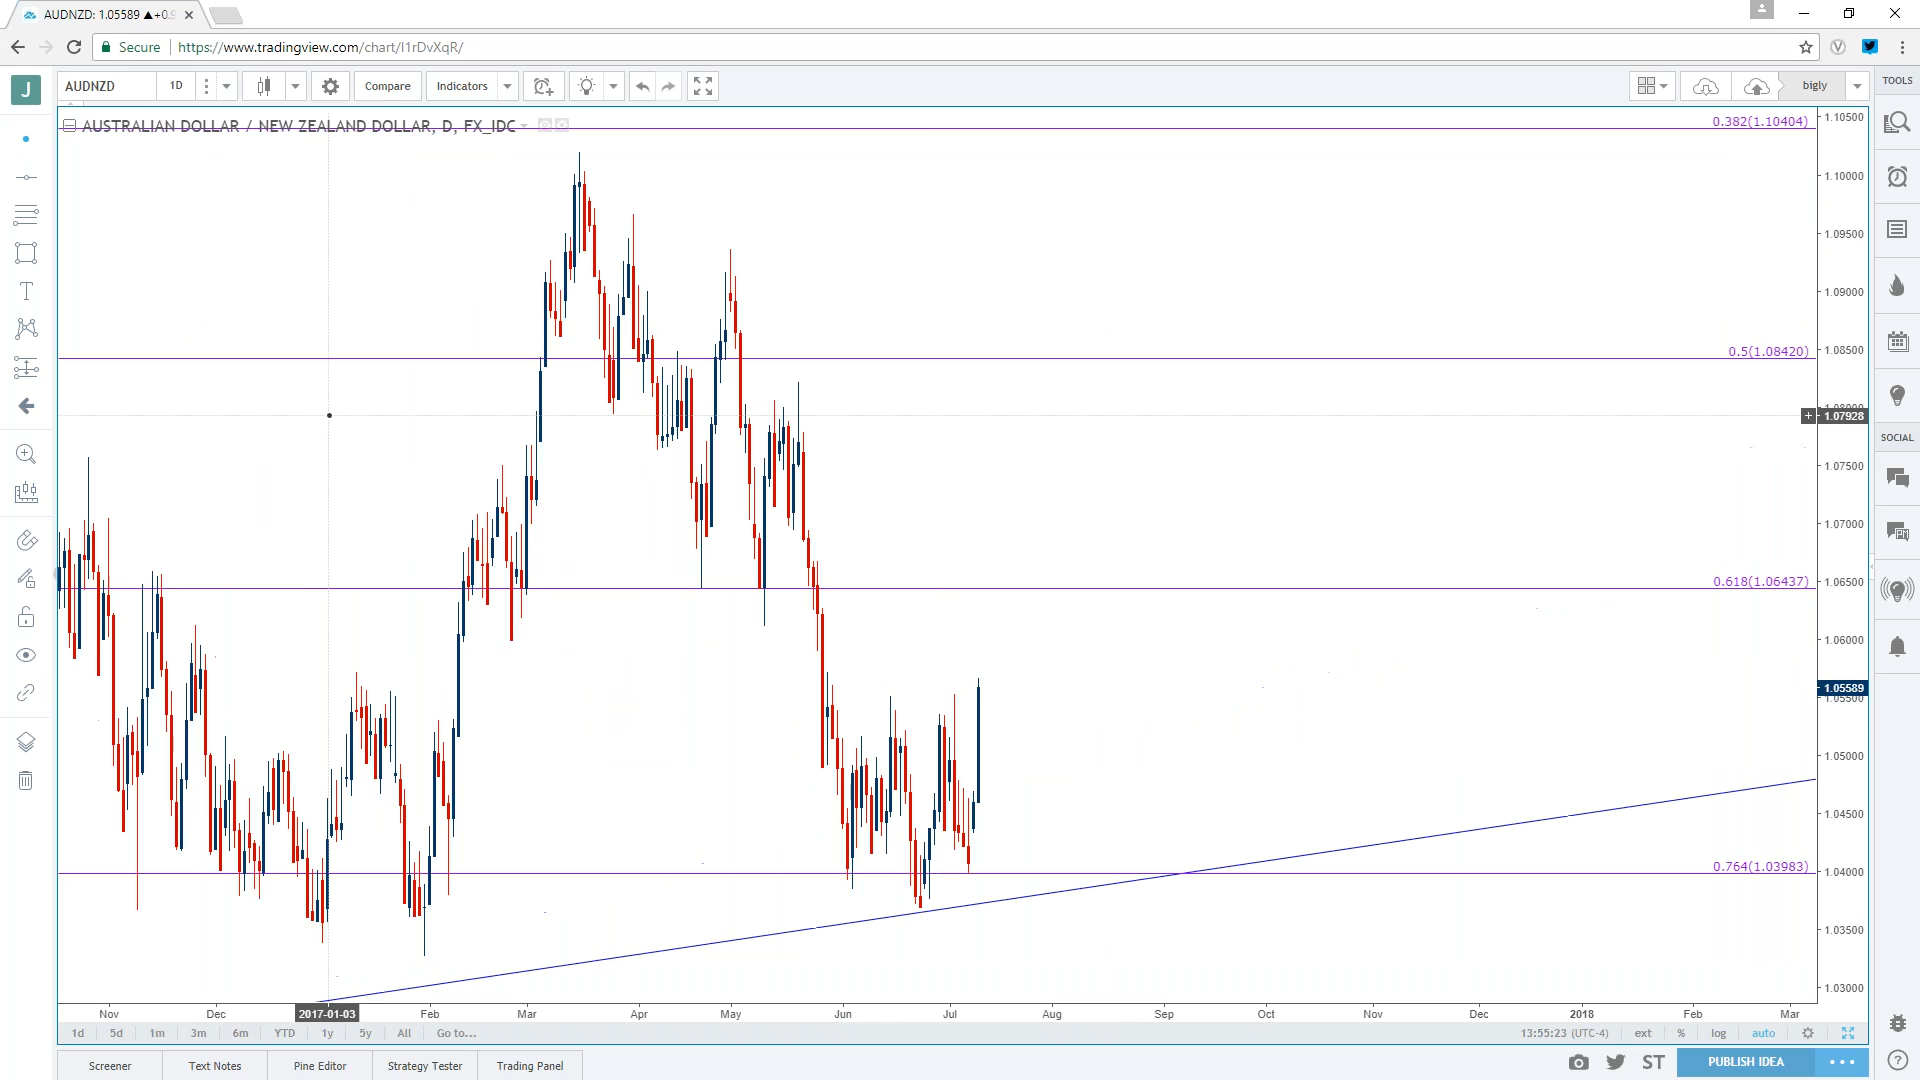 AUDNZD: 1.05589 ▲+0.9
Secure https://www.tradingview.com/chart/I1rDvXqR/
J AUDNZD 1D Compare Indicators bigly TOOLS
AUSTRALIAN DOLLAR / NEW ZEALAND DOLLAR, D, FX_IDC
0.382(1.10404)
1.10500
1.10000
1.09500
1.09000
0.5(1.08420)
1.08500
1.07928
SOCIAL
1.07500
1.07000
0.618(1.06437)
1.06500
1.06000
1.05589
1.05500
1.05000
1.04500
0.764(1.03983)
1.04000
1.03500
1.03000
Nov Dec 2017-01-03 Feb Mar Apr May Jun Jul Aug Sep Oct Nov Dec 2018 Feb Mar
1d 5d 1m 3m 6m YTD 1y 5y All Go to... 13:55:23 (UTC-4) ext % log auto
Screener Text Notes Pine Editor Strategy Tester Trading Panel ST PUBLISH IDEA